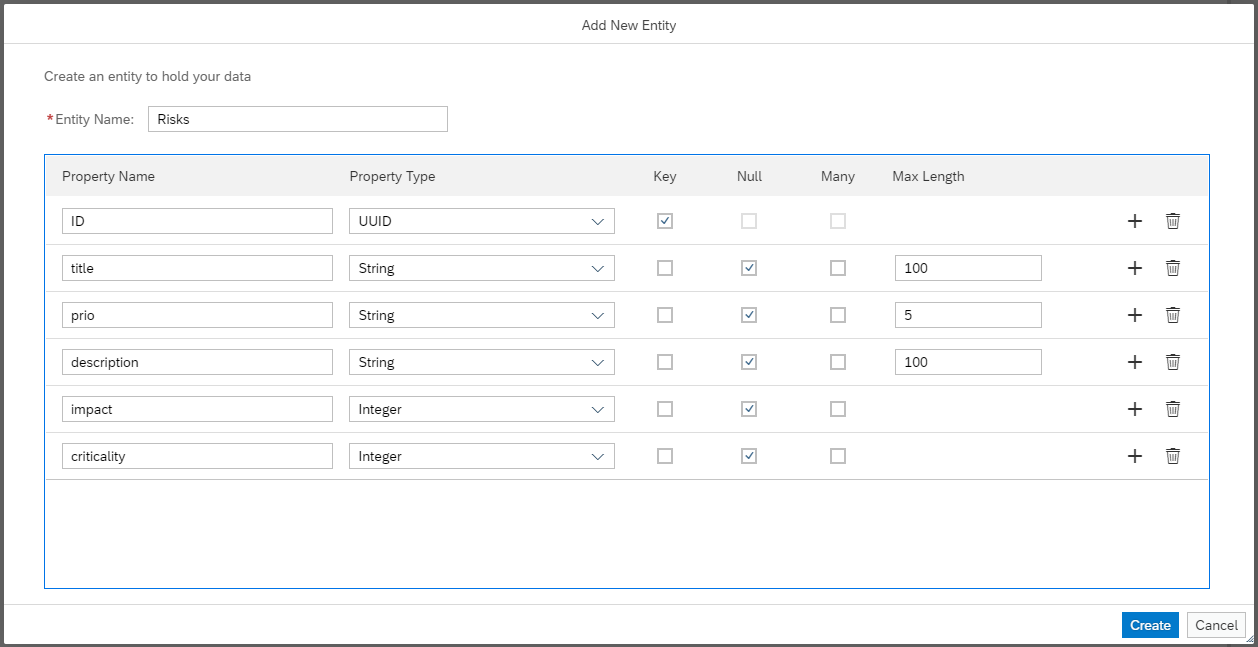 Add New Entity
Create an entity to hold your data
*Entity Name: Risks
Property Name Property Type Key Null Many Max Length
ID UUID
title String 100
prio String 5
description String 100
impact Integer
criticality Integer
Create Cancel